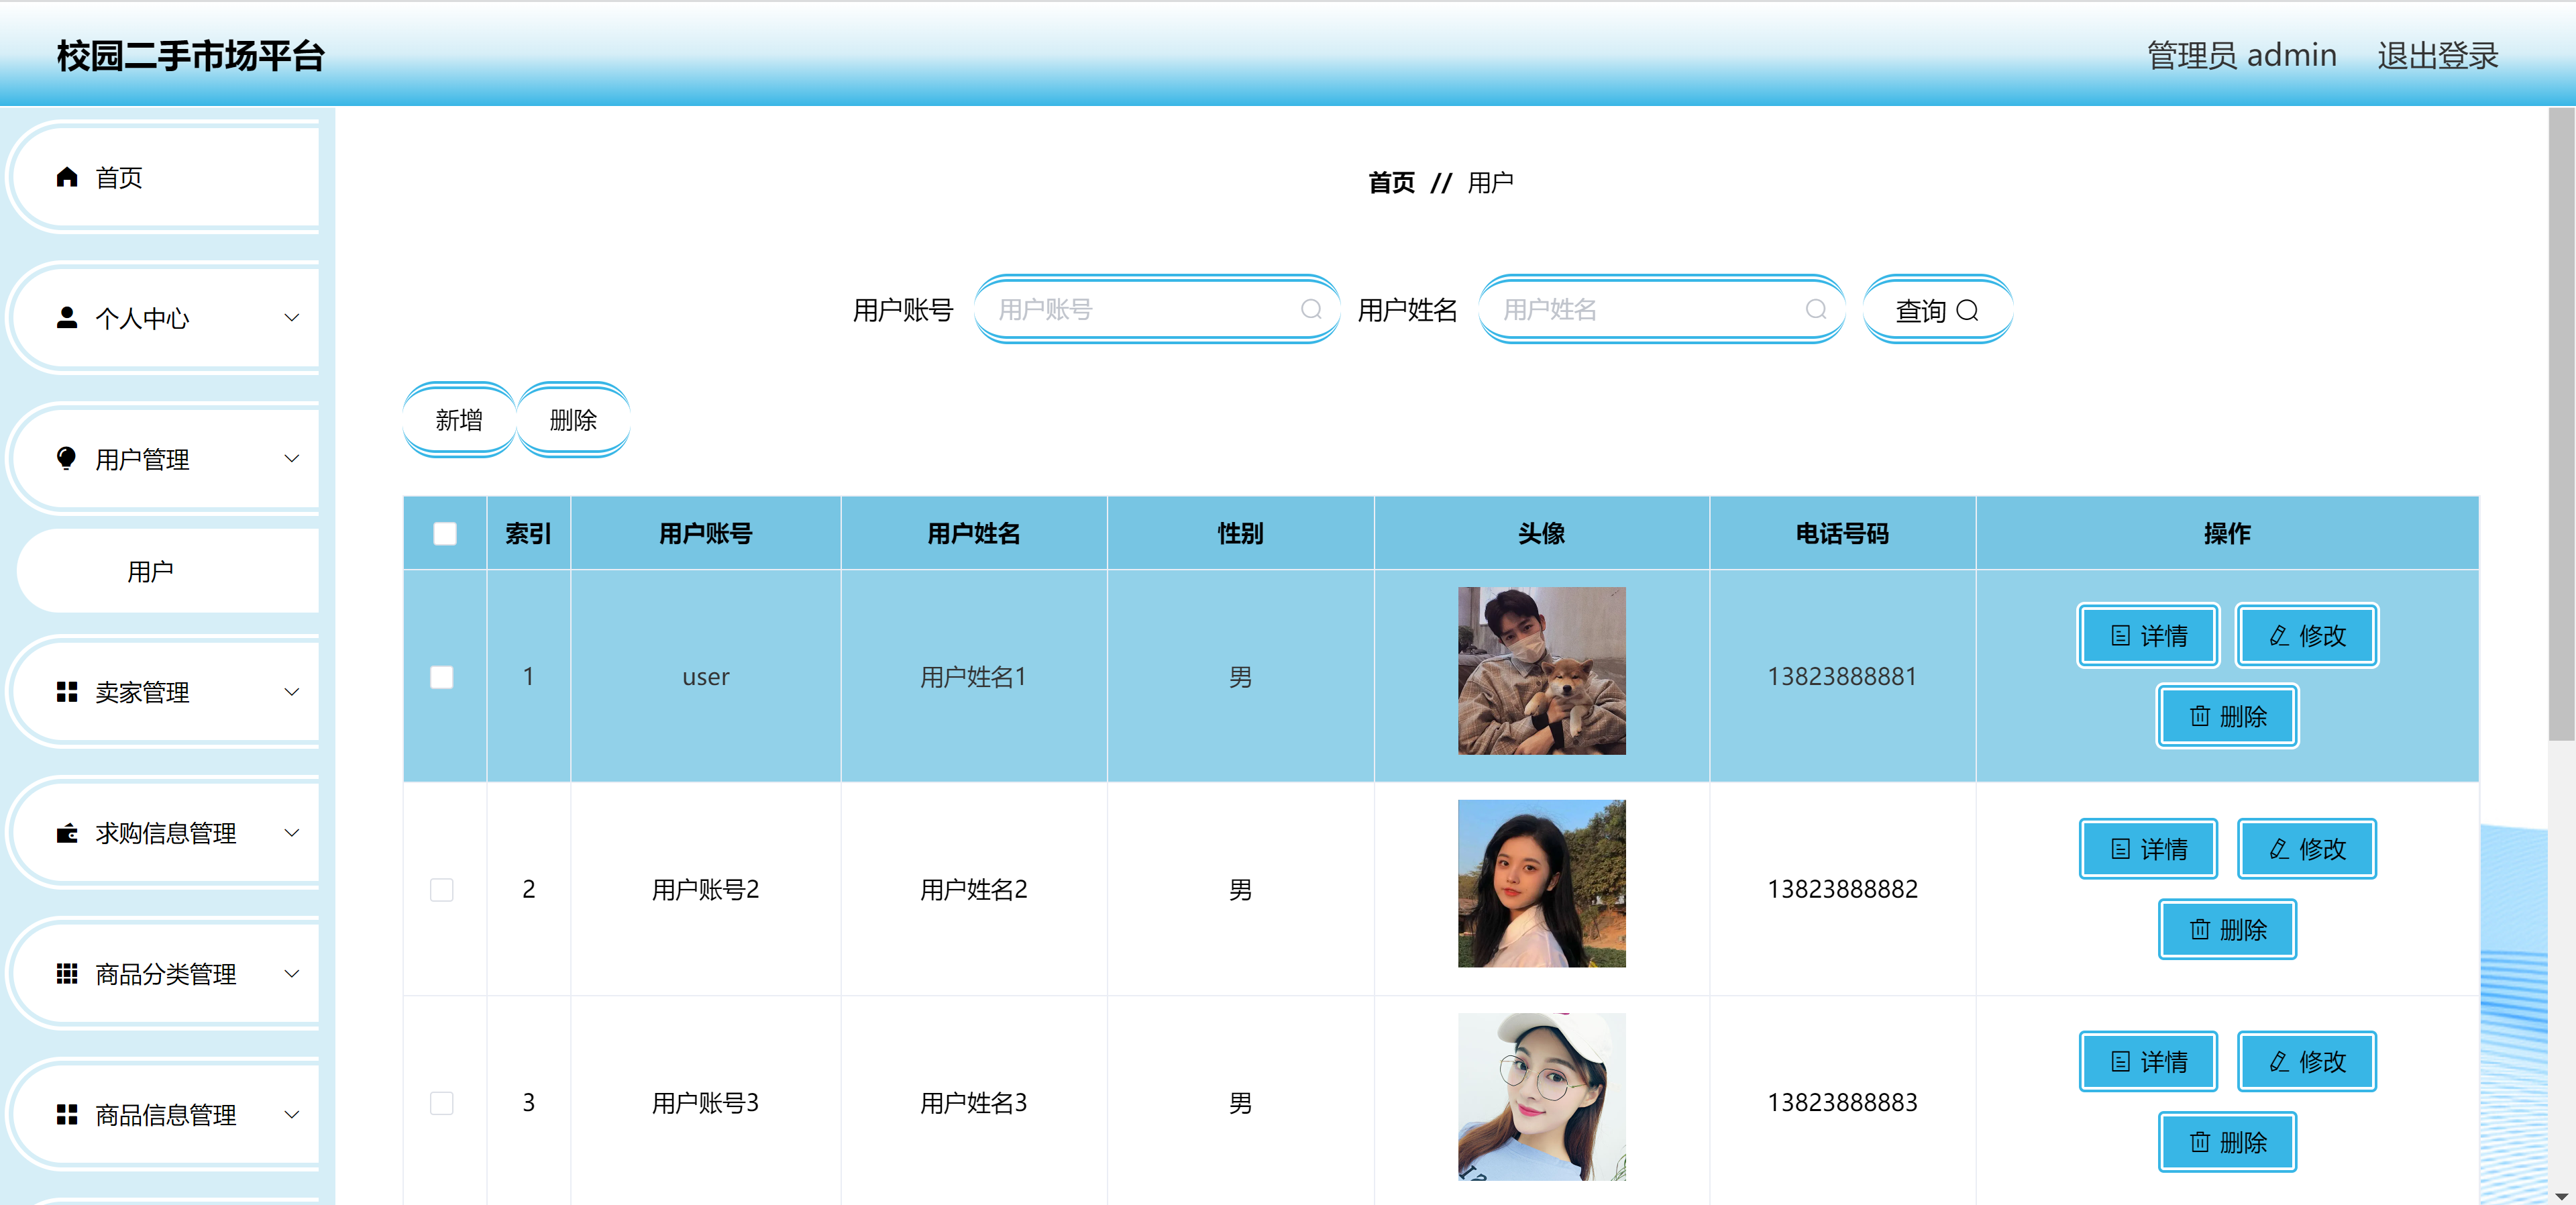 校园二手市场平台
管理员 admin 退出登录
首页
个人中心
用户管理
用户
卖家管理
求购信息管理
商品分类管理
商品信息管理
首页 // 用户
用户账号 用户账号 用户姓名 用户姓名 查询
新增 删除
索引 用户账号 用户姓名 性别 头像 电话号码 操作
1 user 用户姓名1 男 13823888881 详情 修改
删除
2 用户账号2 用户姓名2 男 13823888882 详情 修改
删除
3 用户账号3 用户姓名3 男 13823888883 详情 修改
删除